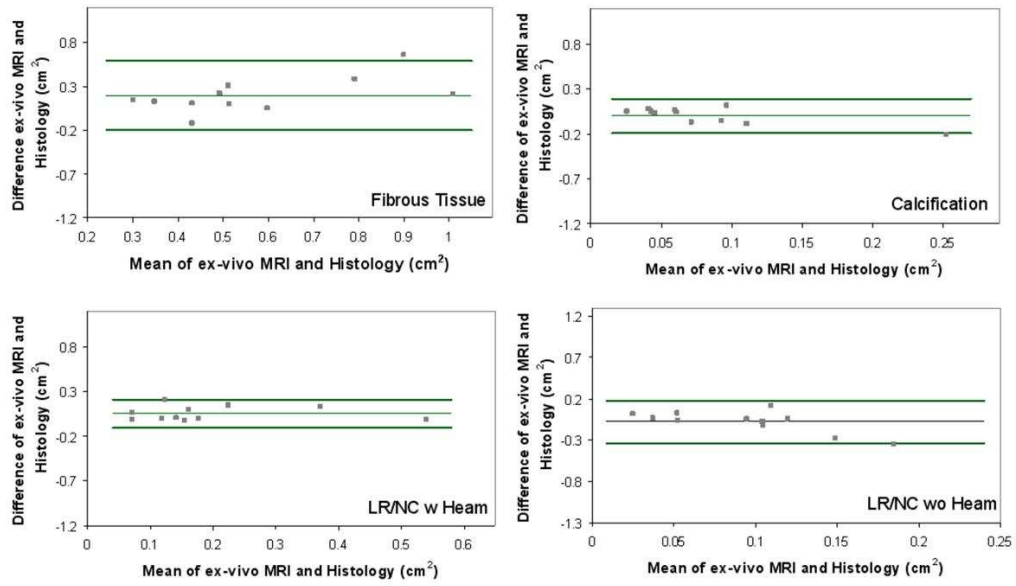 Difference of ex-vivo MRI and
Histology (cm2)
0.8
0.3
-0.2
-0.7
-1.2
Fibrous Tissue
0.2 0.3 0.4 0.5 0.6 0.7 0.8 0.9 1
Mean of ex-vivo MRI and Histology (cm2)
Difference of ex-vivo MRI and
Histology (cm2)
0.8
0.3
-0.2
-0.7
-1.2
Calcification
0 0.05 0.1 0.15 0.2 0.25
Mean of ex-vivo MRI and Histology (cm2)
Difference of ex-vivo MRI and
Histology (cm2)
0.8
0.3
-0.2
-0.7
-1.2
LR/NC w Heam
0 0.1 0.2 0.3 0.4 0.5 0.6
Mean of ex-vivo MRI and Histology (cm2)
Difference of ex-vivo MRI and
Histology (cm2)
1.2
0.7
0.2
-0.3
-0.8
-1.3
LR/NC wo Heam
0 0.05 0.1 0.15 0.2 0.25
Mean of ex-vivo MRI and Histology (cm2)